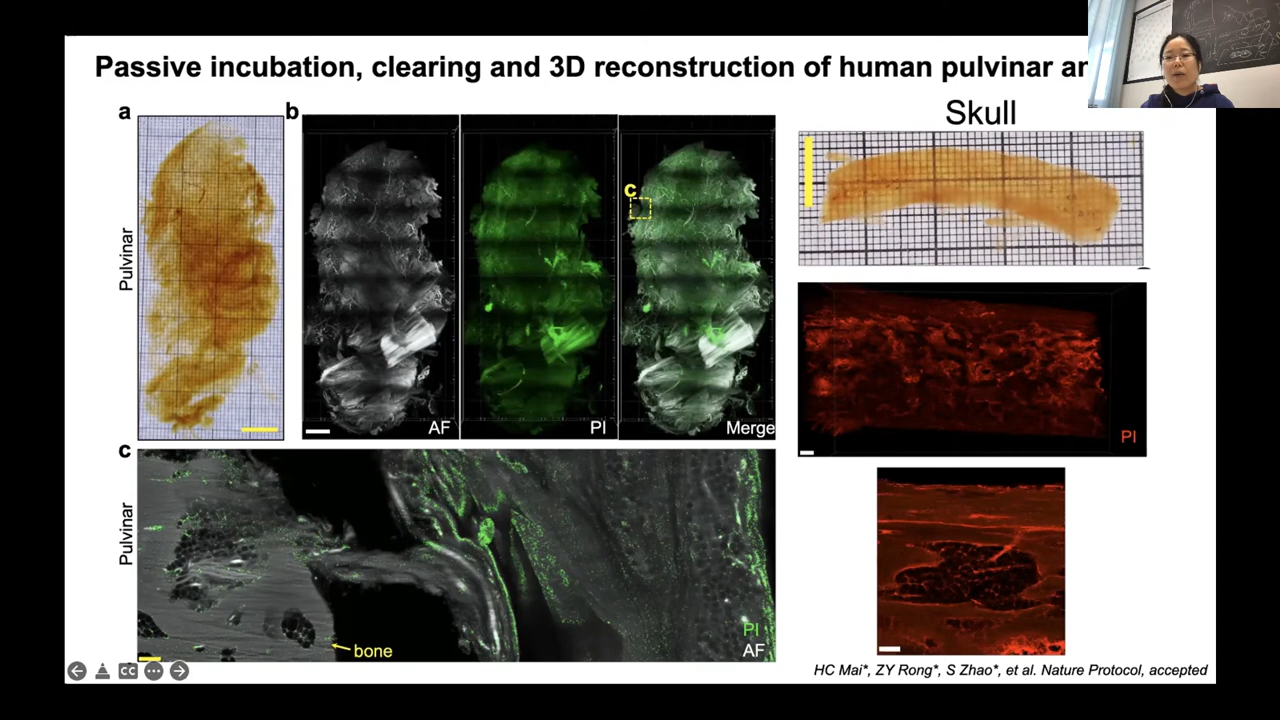 Passive incubation, clearing and 3D reconstruction of human pulvinar
a
b
Skull
Pulvinar
c
AF
PI
Merge
PI
c
Pulvinar
bone
PI
AF
CC
HC Mai*, ZY Rong*, S Zhao*, et al. Nature Protocol, accepted